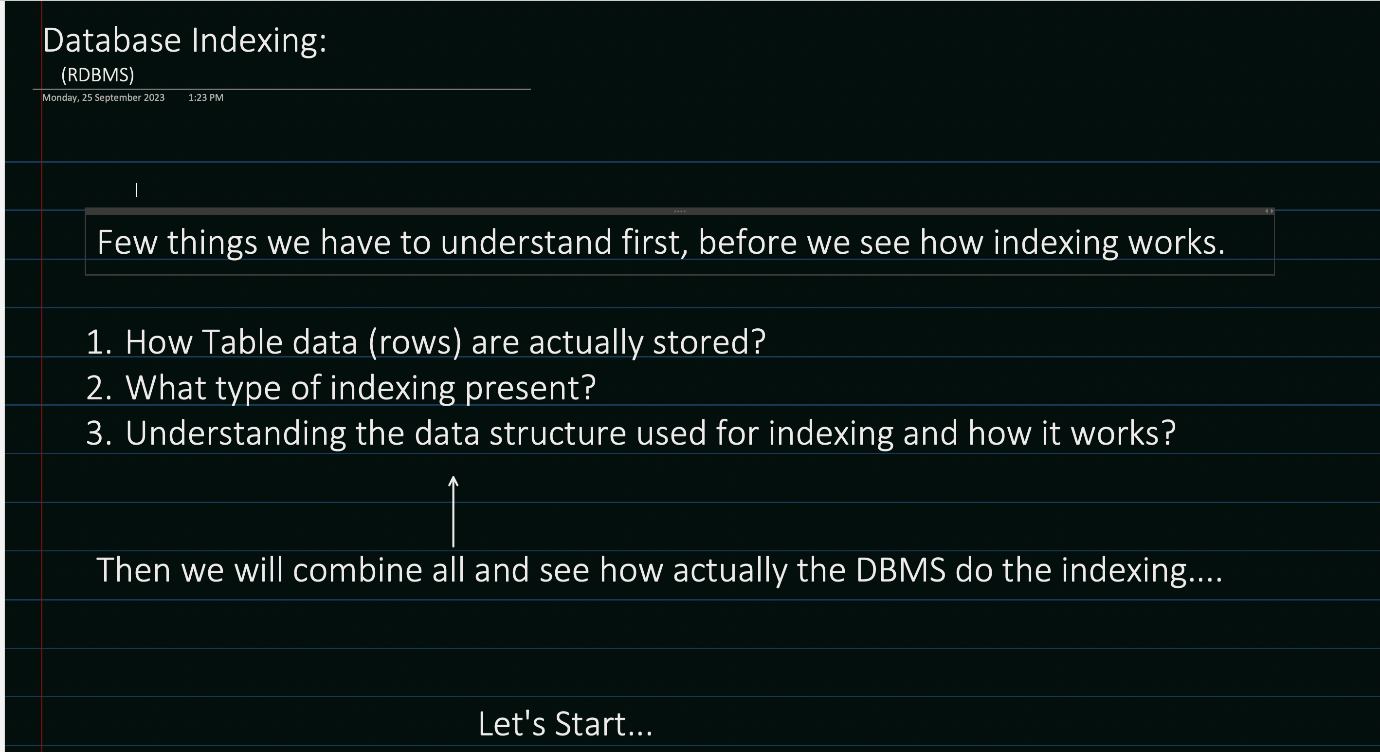 Database Indexing:
(RDBMS)
Monday, 25 September 2023 1:23 PM
Few things we have to understand first, before we see how indexing works.
1. How Table data (rows) are actually stored?
2. What type of indexing present?
3. Understanding the data structure used for indexing and how it works?
Then we will combine all and see how actually the DBMS do the indexing....
Let's Start...